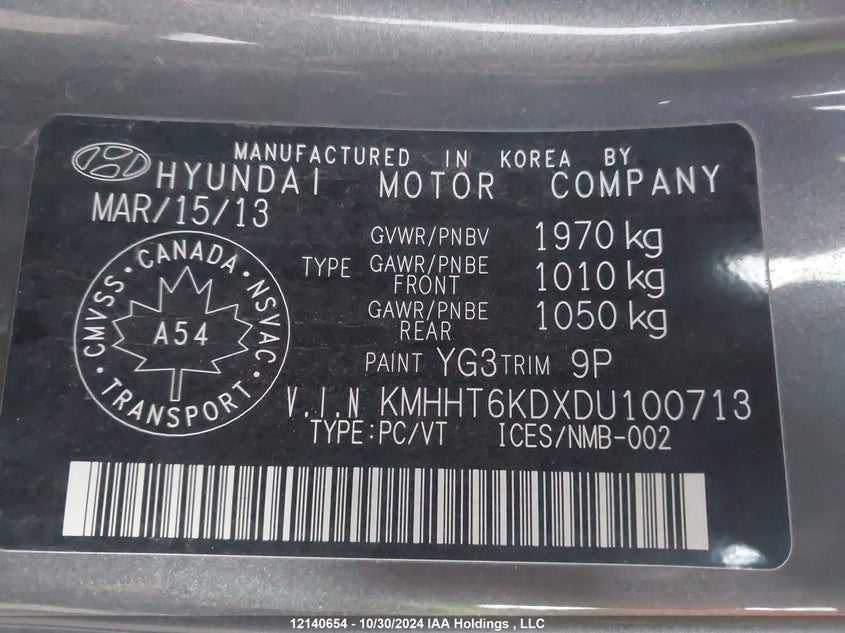 MANUFACTURED IN KOREA BY
HYUNDAI MOTOR COMPANY
MAR/15/13
GVWR/PNBV 1970 kg
TYPE GAWR/PNBE FRONT 1010 kg
GAWR/PNBE REAR 1050 kg
PAINT YG3 TRIM 9P
V.I.N KMHHT6KDXDU100713
TYPE:PC/VT ICES/NMB-002
CMVSS · CANADA · NSVAC
A54
TRANSPORT
12140654 - 10/30/2024 IAA Holdings , LLC